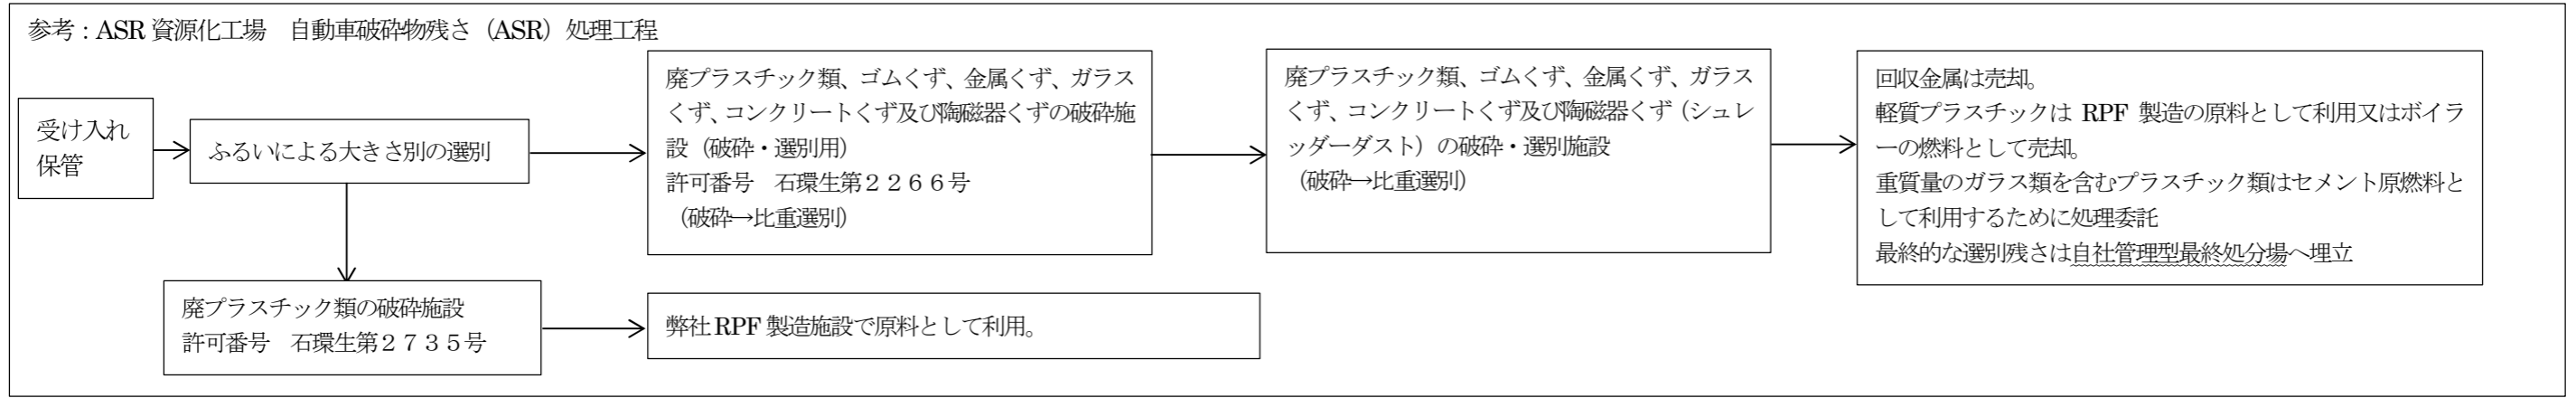 参考：ASR 資源化工場　自動車破砕物残さ（ASR）処理工程
受け入れ
保管
ふるいによる大きさ別の選別
廃プラスチック類、ゴムくず、金属くず、ガラス
くず、コンクリートくず及び陶磁器くずの破砕施
設（破砕・選別用）
許可番号　石環生第２２６６号
（破砕→比重選別）
廃プラスチック類、ゴムくず、金属くず、ガラス
くず、コンクリートくず及び陶磁器くず（シュレ
ッダーダスト）の破砕・選別施設
（破砕→比重選別）
回収金属は売却。
軽質プラスチックは RPF 製造の原料として利用又はボイラ
ーの燃料として売却。
重質量のガラス類を含むプラスチック類はセメント原燃料と
して利用するために処理委託
最終的な選別残さは自社管理型最終処分場へ埋立
廃プラスチック類の破砕施設
許可番号　石環生第２７３５号
弊社 RPF 製造施設で原料として利用。